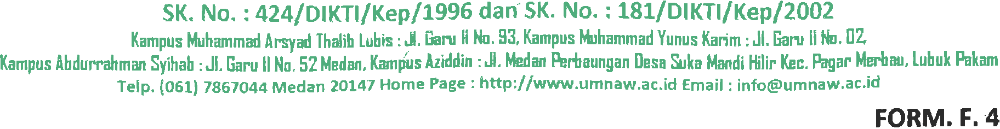 SK. No. : 424/DIKTI/Kep/1996 dan SK. No. : 181/DIKTI/Kep/2002
Kampus Muhammad Arsyad Thalib Lubis : Jl. Garu II No. 93, Kampus Muhammad Yunus Karim : Jl. Garu II No. 02,
Kampus Abdurrahman Syihab : Jl. Garu II No. 52 Medan, Kampus Aziddin : Jl. Medan Perbaungan Desa Suka Mandi Hilir Kec. Pagar Merbau, Lubuk Pakam
Telp. (061) 7867044 Medan 20147 Home Page : http://www.umnaw.ac.id Email : info@umnaw.ac.id
FORM. F. 4